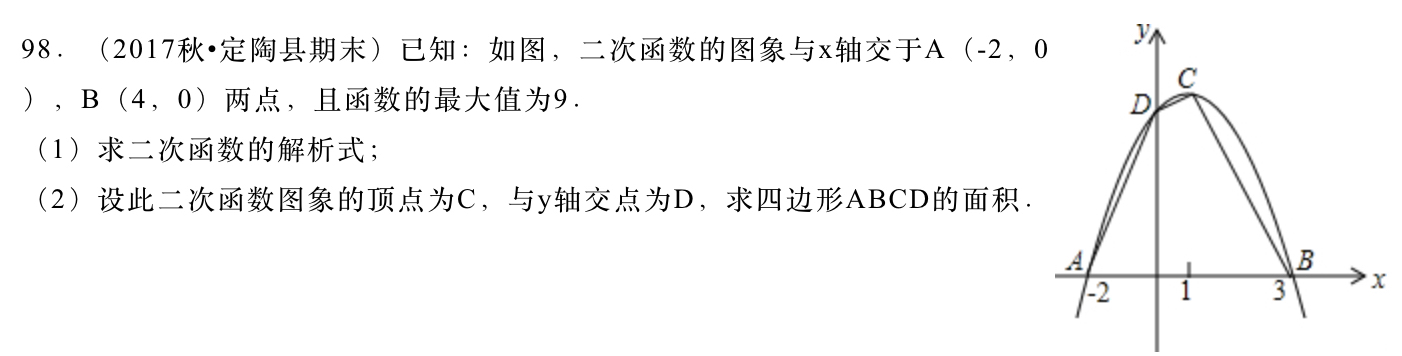 98．（2017秋•定陶县期末）已知：如图，二次函数的图象与x轴交于A（-2，0
），B（4，0）两点，且函数的最大值为9．
（1）求二次函数的解析式；
（2）设此二次函数图象的顶点为C，与y轴交点为D，求四边形ABCD的面积．
y
C
D
A
B
-2
1
3
x